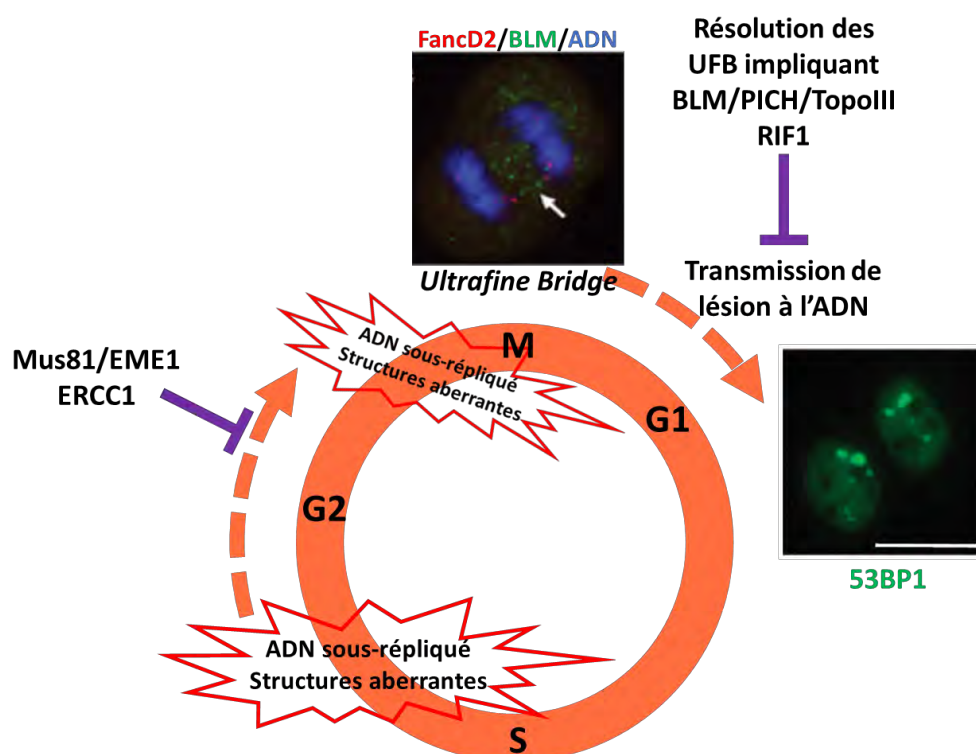 FancD2/BLM/ADN
Ultrafine Bridge
Résolution des
UFB impliquant
BLM/PICH/TopoIII
RIF1
Transmission de
lésion à l'ADN
53BP1
Mus81/EME1
ERCC1
ADN sous-répliqué
Structures aberrantes
M
G1
G2
ADN sous-répliqué
Structures aberrantes
S